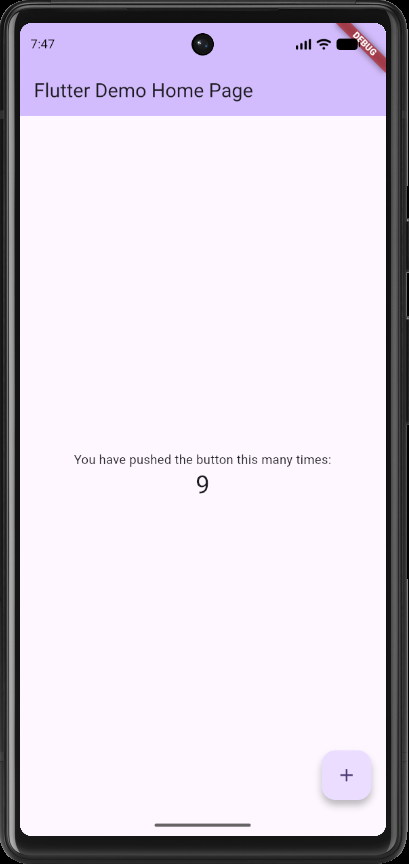 7:47
DEBUG
Flutter Demo Home Page
You have pushed the button this many times:
9
+